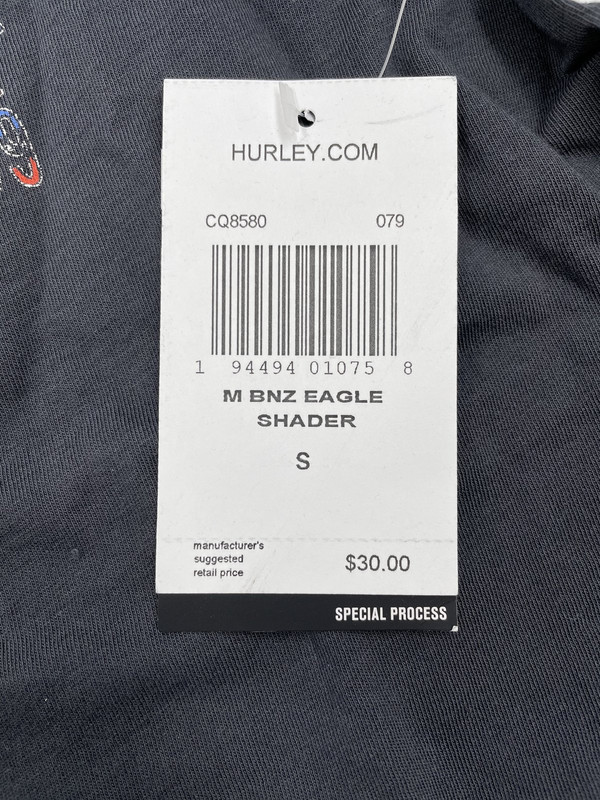 HURLEY.COM
CQ8580 079
1 94494 01075 8
M BNZ EAGLE
SHADER
S
manufacturer's
suggested
retail price
$30.00
SPECIAL PROCESS